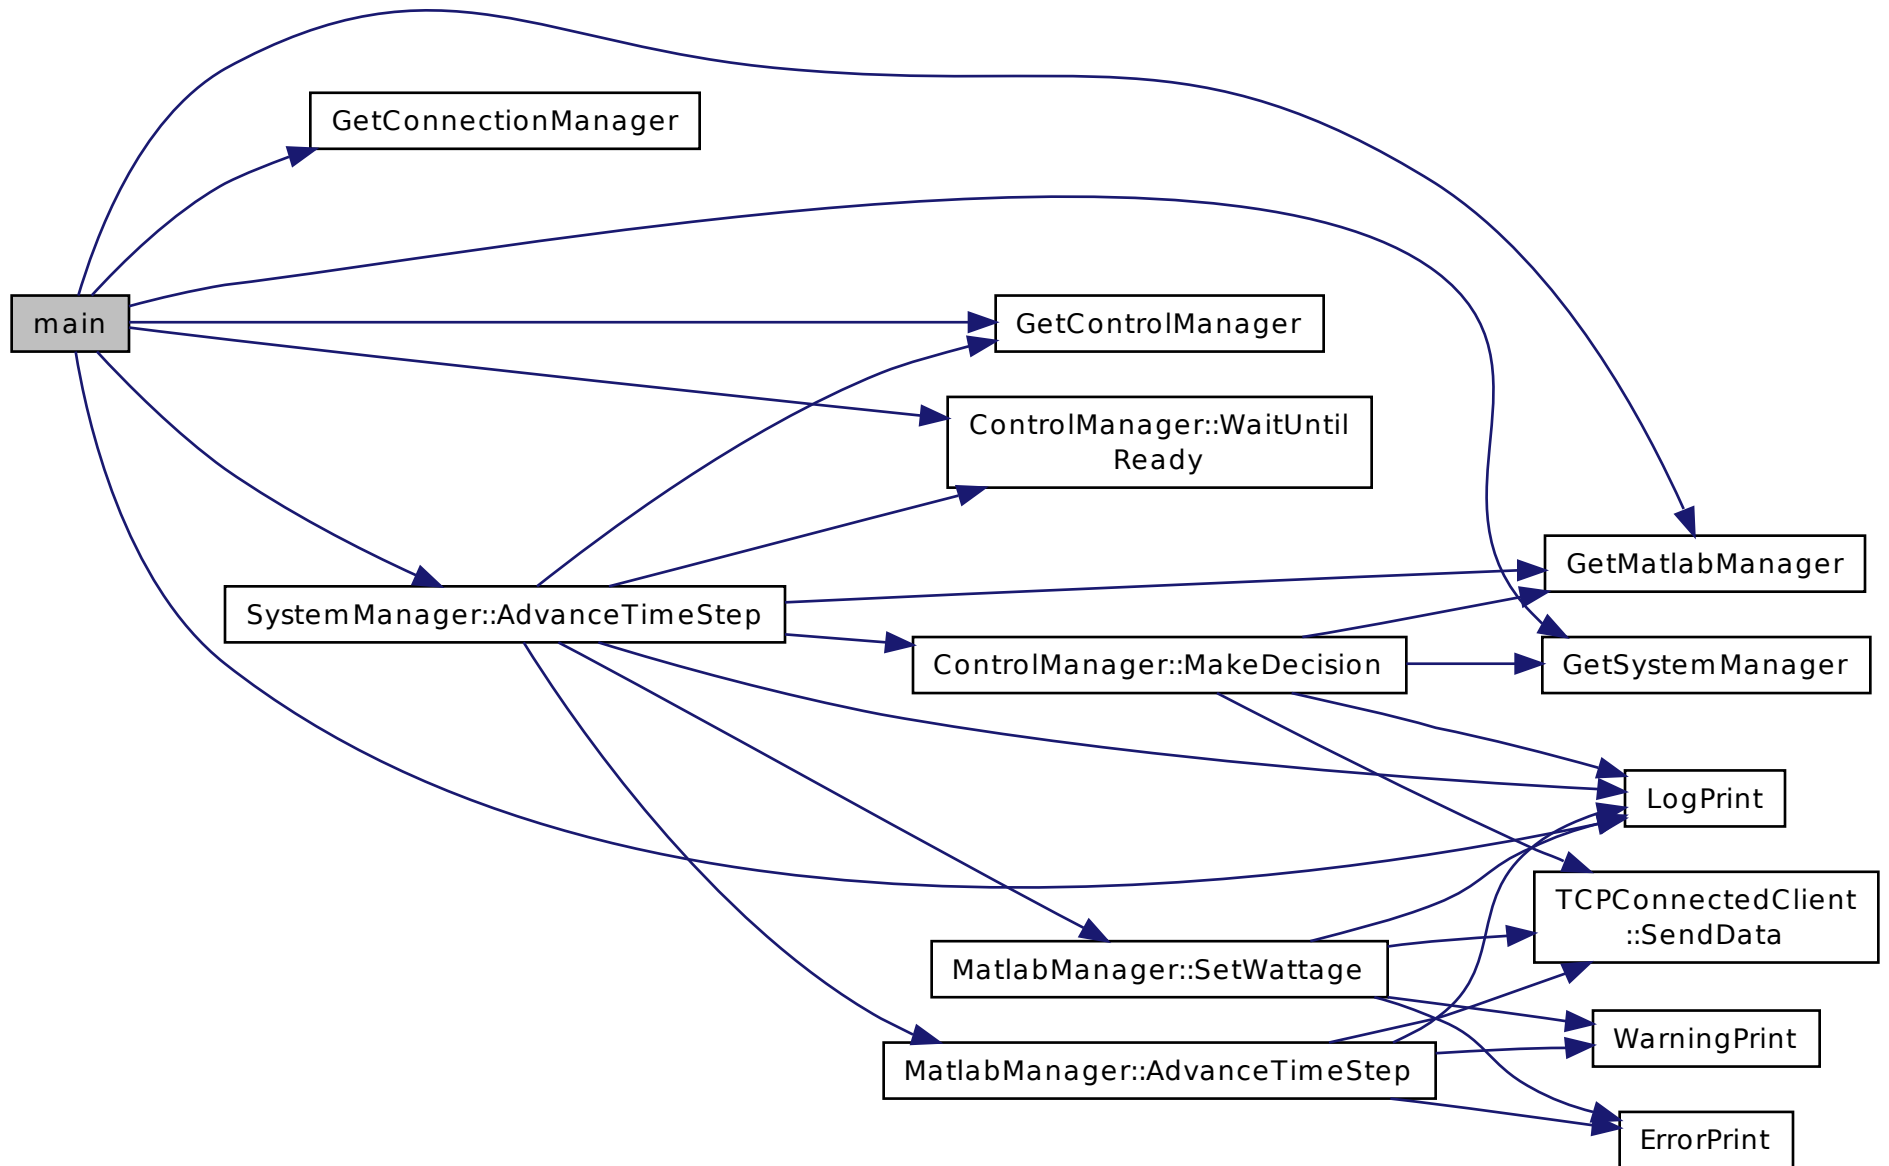 GetConnectionManager
main
GetControlManager
ControlManager::WaitUntil
Ready
GetMatlabManager
SystemManager::AdvanceTimeStep
ControlManager::MakeDecision
GetSystemManager
LogPrint
TCPConnectedClient
::SendData
MatlabManager::SetWattage
WarningPrint
MatlabManager::AdvanceTimeStep
ErrorPrint